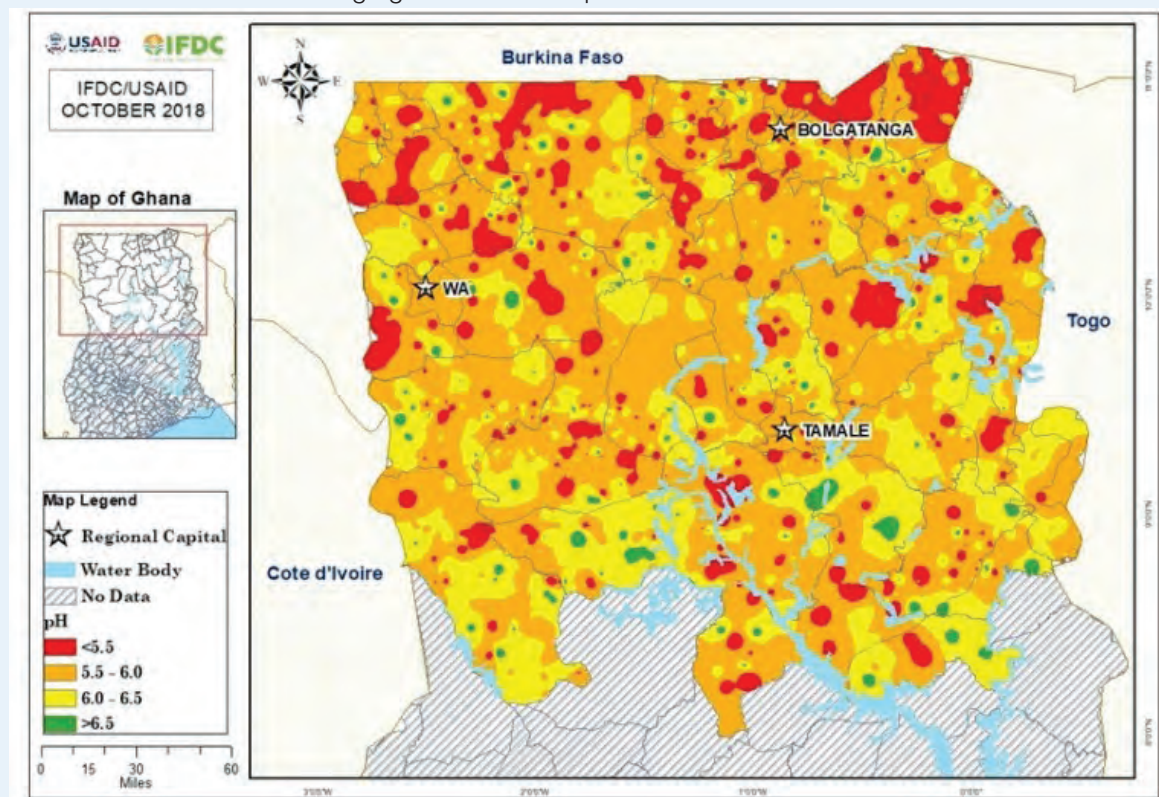 USAID
IFDC
IFDC/USAID
OCTOBER 2018
Map of Ghana
Map Legend
Regional Capital
Water Body
No Data
pH
<5.5
5.5 – 6.0
6.0 – 6.5
>6.5
0 15 30 60
Miles
N
W E
S
Burkina Faso
BOLGATANGA
WA
Togo
TAMALE
Cote d'Ivoire